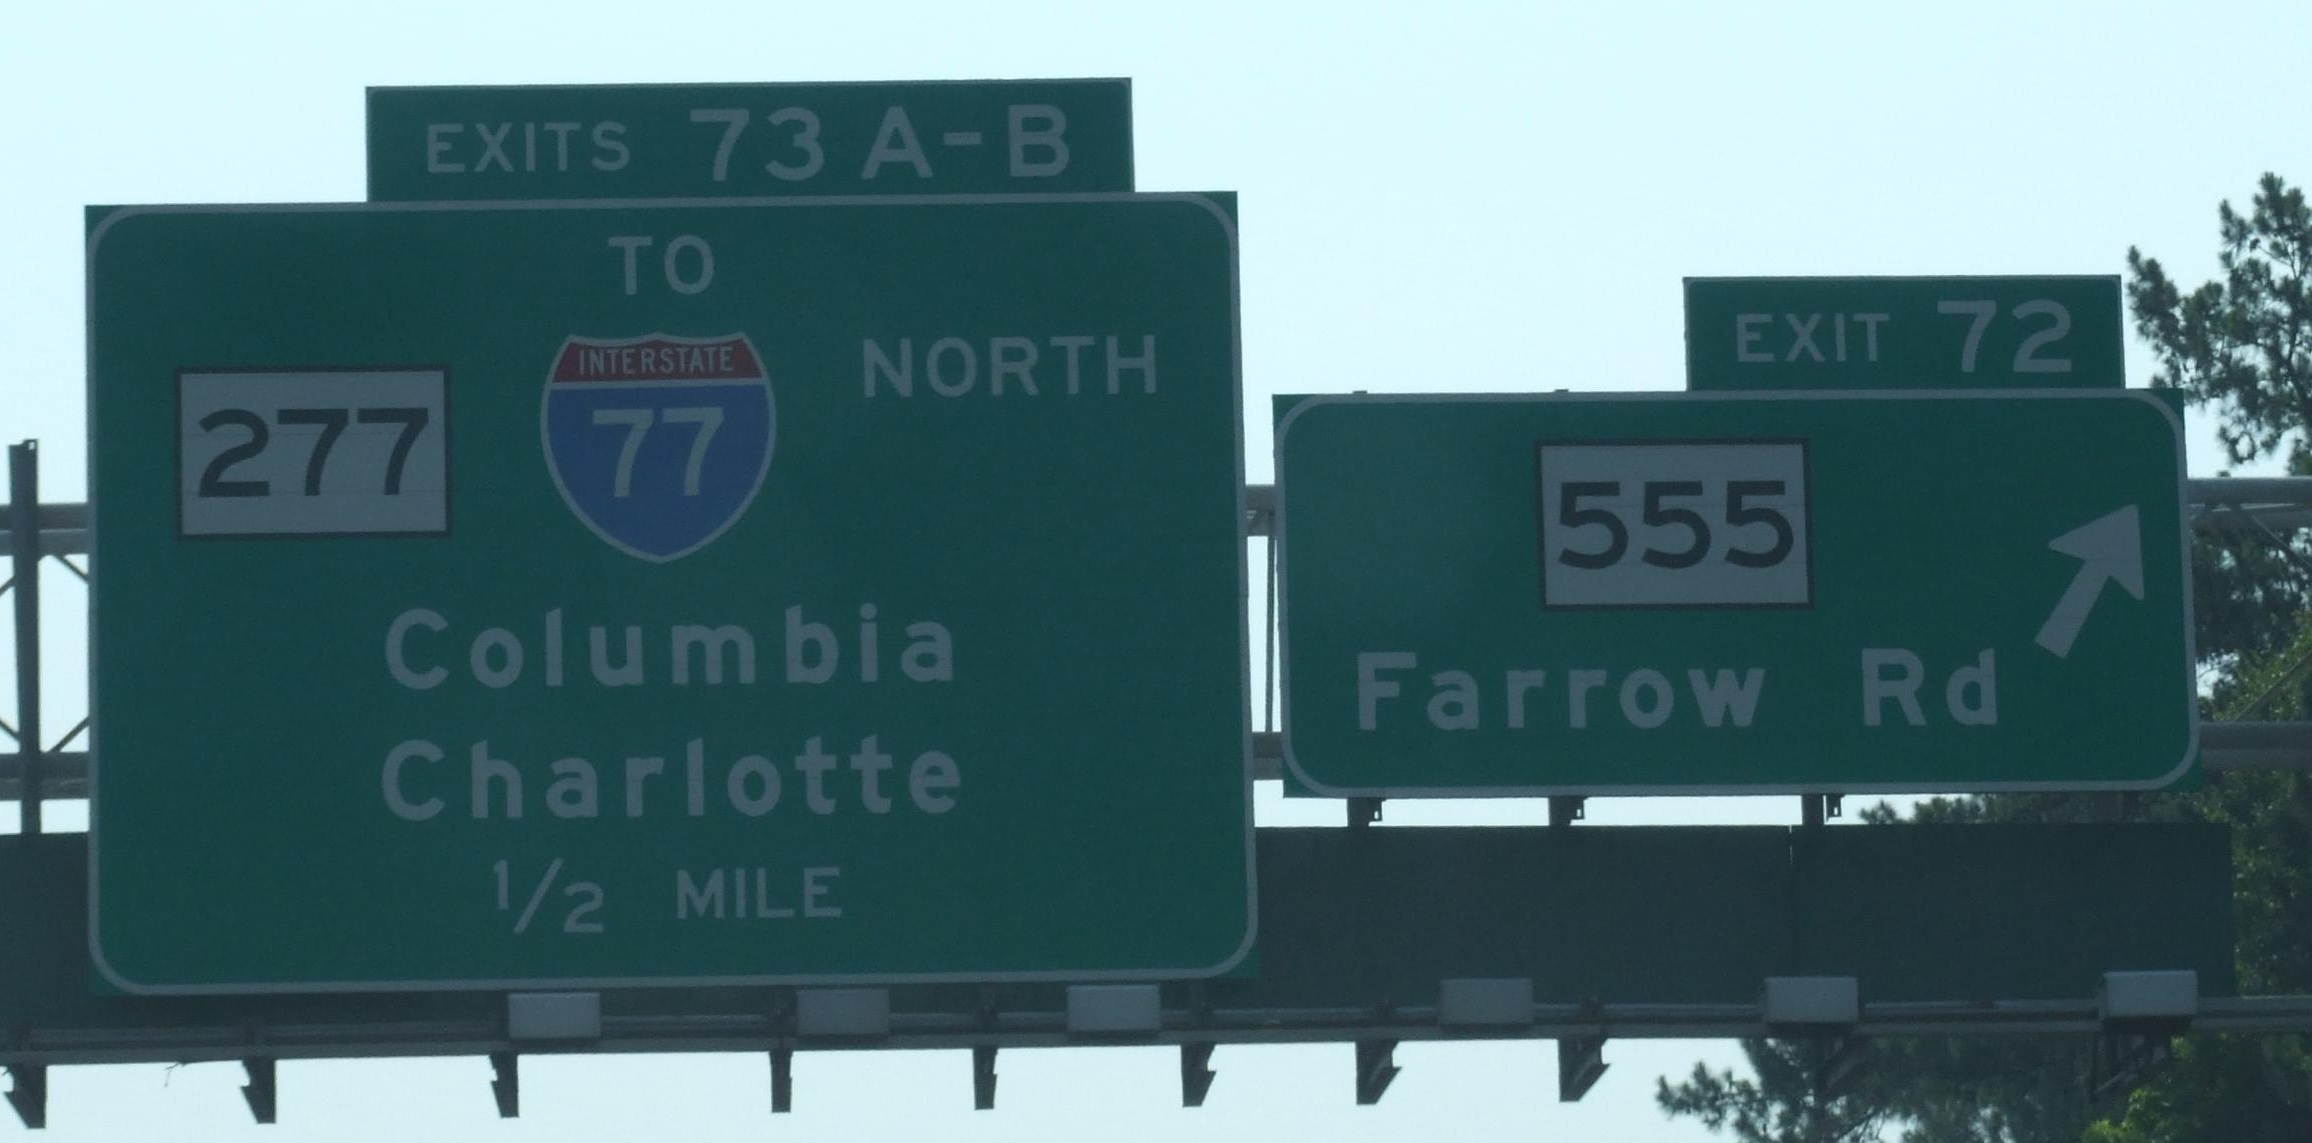 EXITS 73 A-B
TO
277 INTERSTATE 77 NORTH
Columbia
Charlotte
1/2 MILE
EXIT 72
555
Farrow Rd